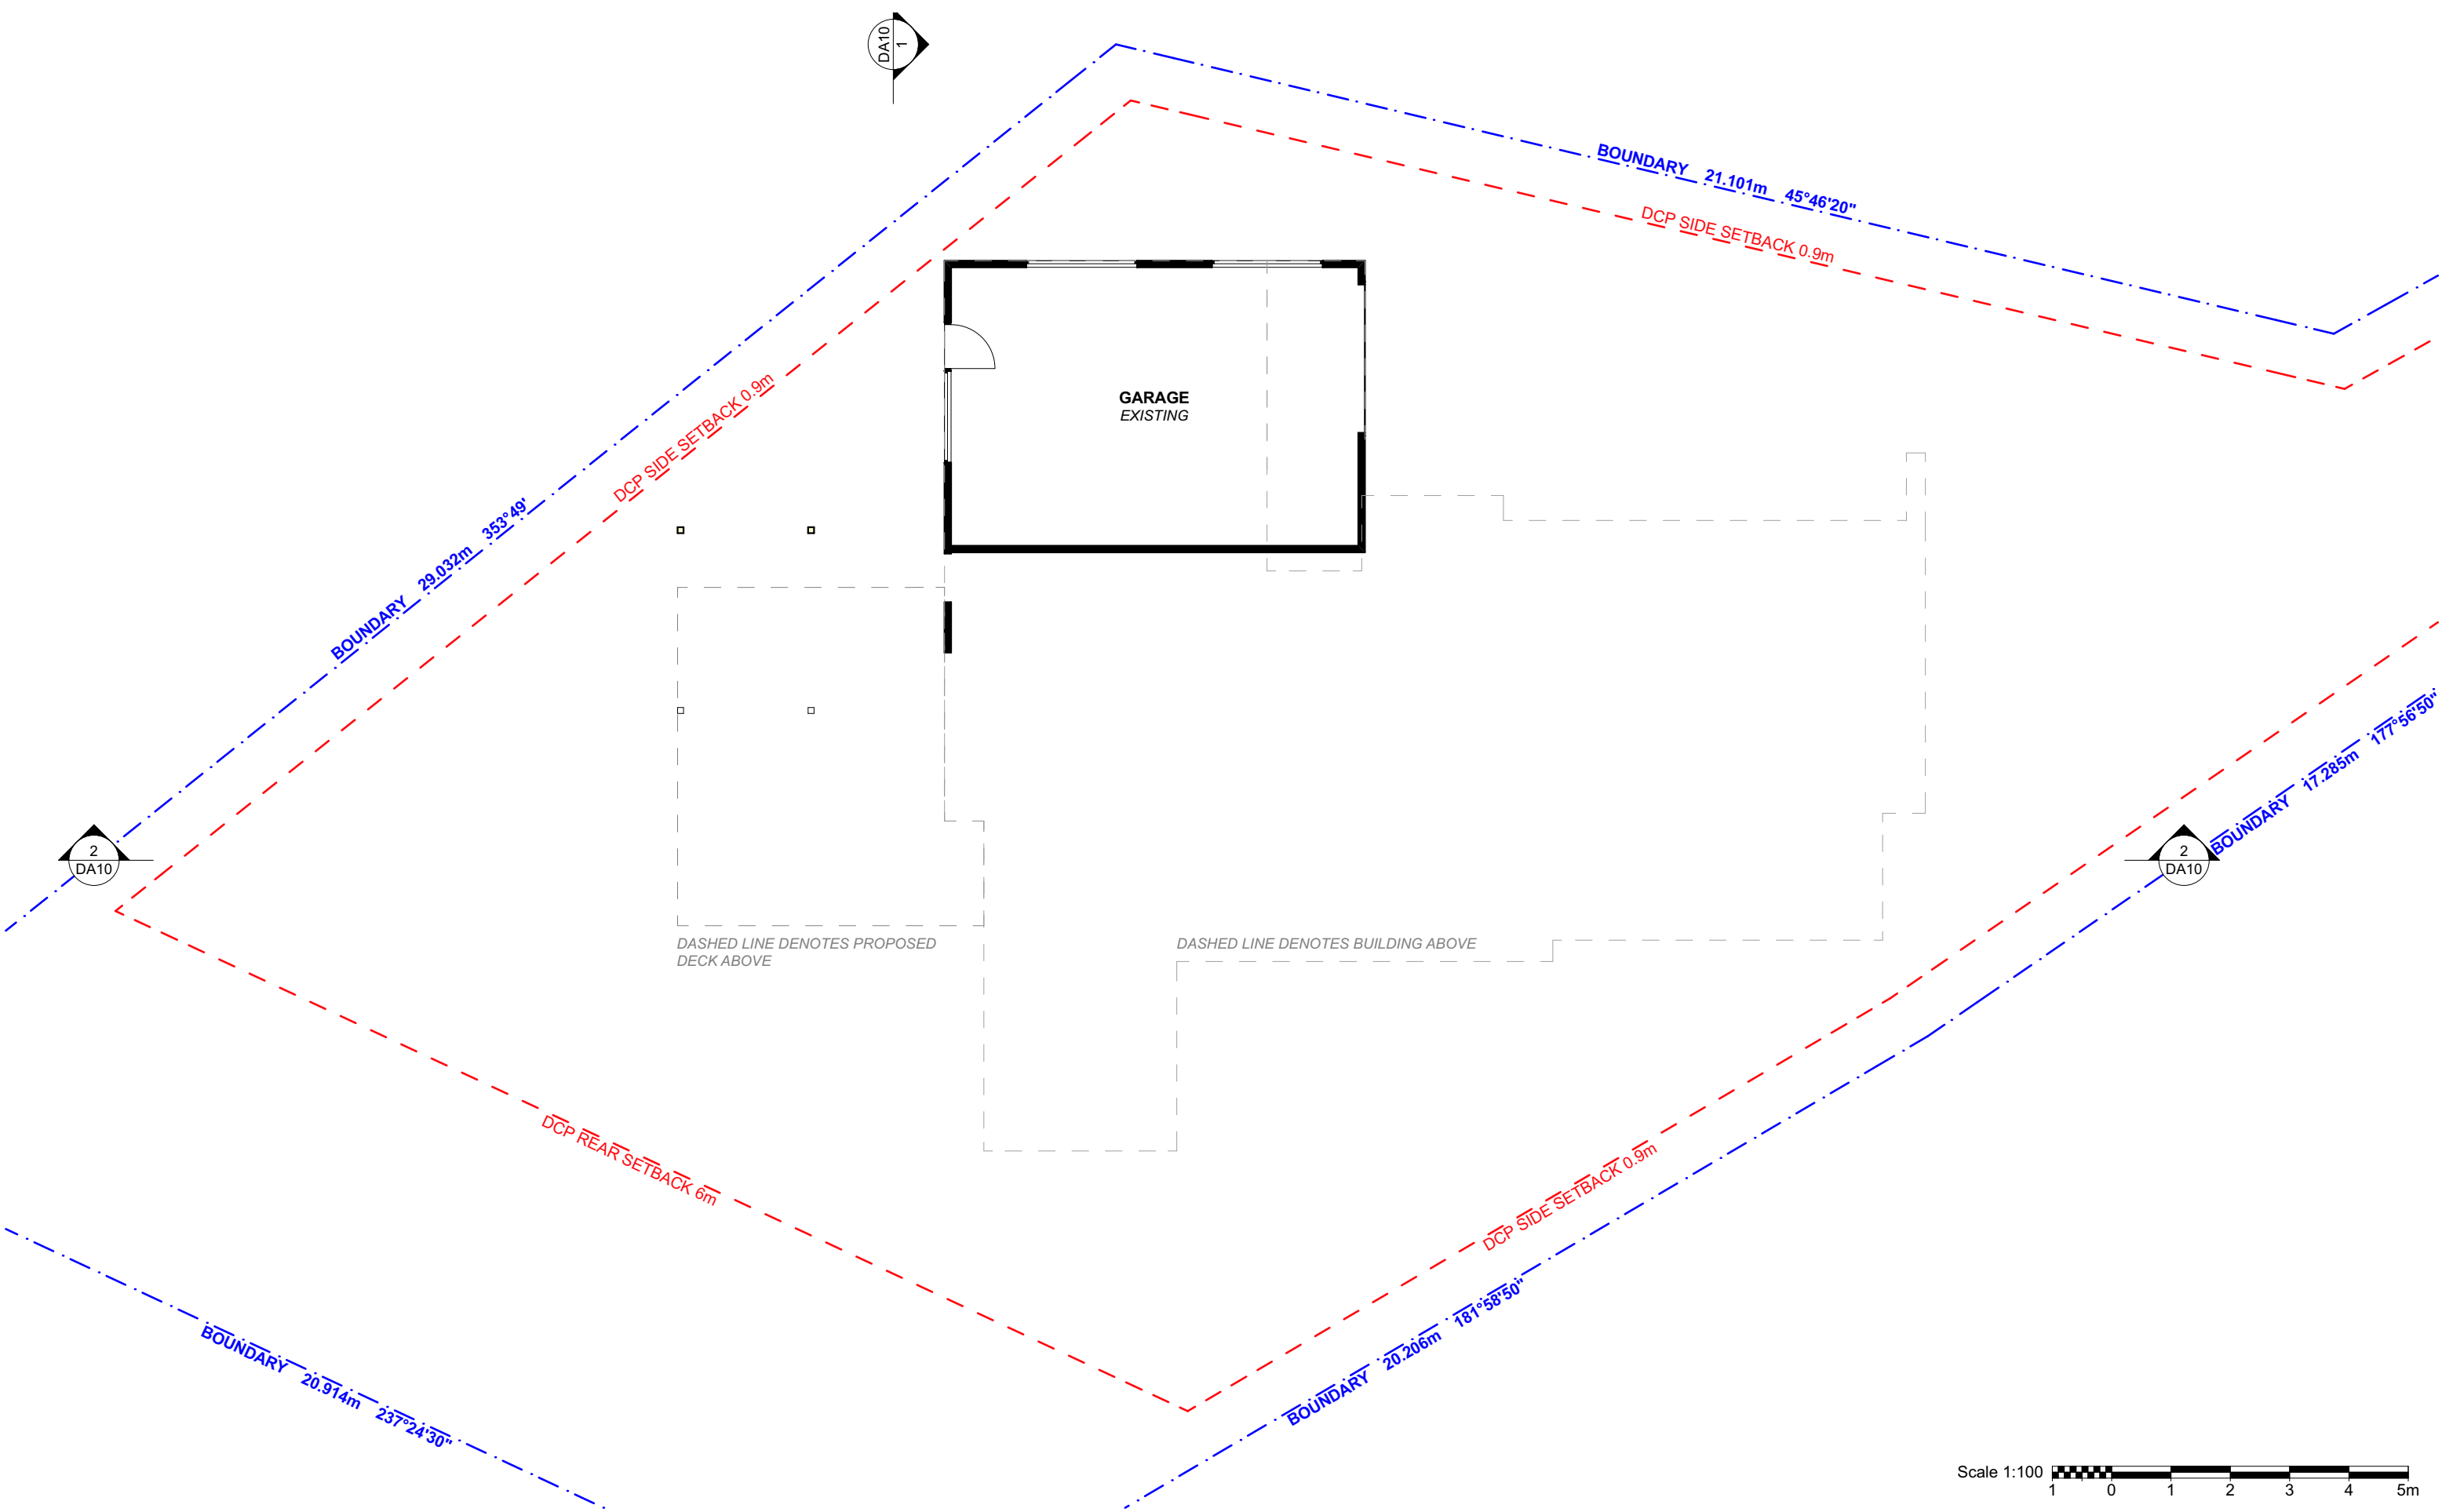 DA10
1
BOUNDARY 21.101m 45°46'20"
DCP SIDE SETBACK 0.9m
DCP SIDE SETBACK 0.9m
GARAGE
EXISTING
BOUNDARY 29.032m 353°49'
BOUNDARY 17.285m 177°56'50"
2
DA10
2
DA10
DASHED LINE DENOTES PROPOSED
DECK ABOVE
DASHED LINE DENOTES BUILDING ABOVE
DCP REAR SETBACK 6m
DCP SIDE SETBACK 0.9m
BOUNDARY 20.206m 181°58'50"
BOUNDARY 20.914m 237°24'30"
Scale 1:100
1 0 1 2 3 4 5m